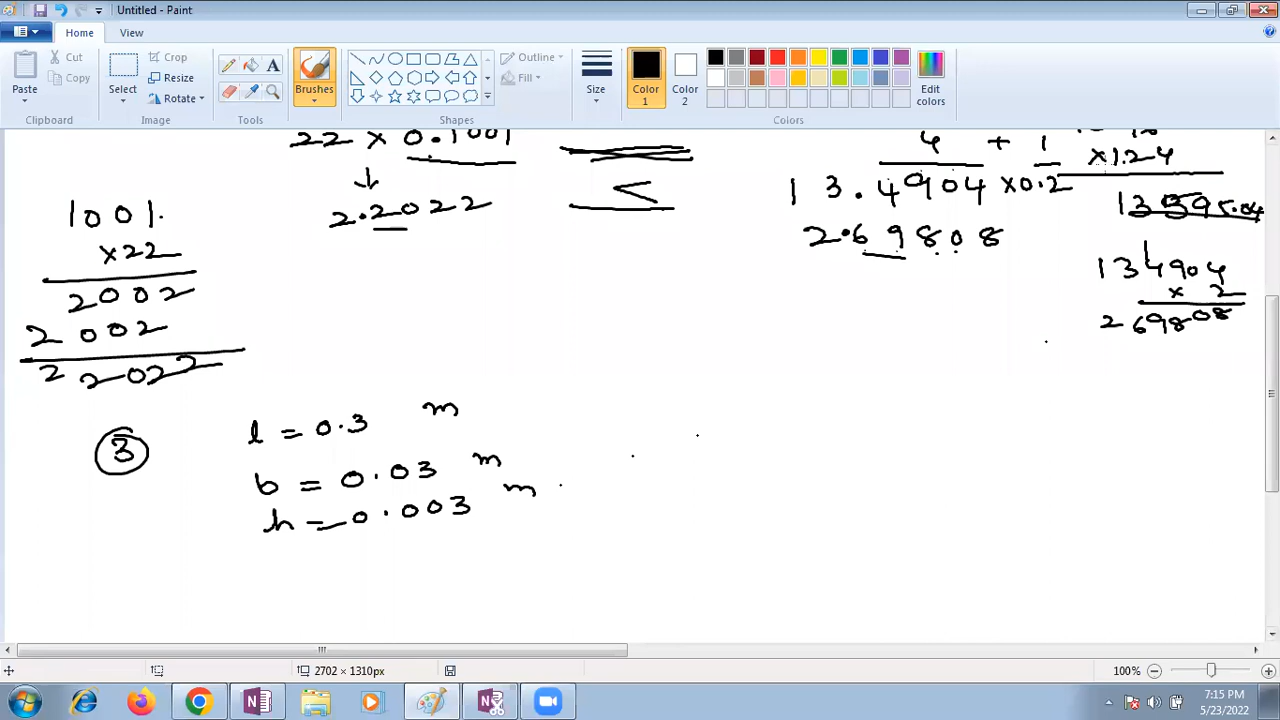 Untitled - Paint
Home View
Paste
Cut
Copy
Clipboard
Select
Crop
Resize
Rotate
Image
A
Tools
Brushes
Outline
Fill
Shapes
Size
Color 1
Color 2
Edit colors
Colors
22 × 0.1001
2.2022
<
4 + 1
×1.24
13.4904 ×0.2
2.69808
134904
× 2
269808
1001.
×22
2002
2002
22022
3
l = 0.3 m
b = 0.03 m
h = 0.003 m
2702 × 1310px
100%
7:15 PM
5/23/2022